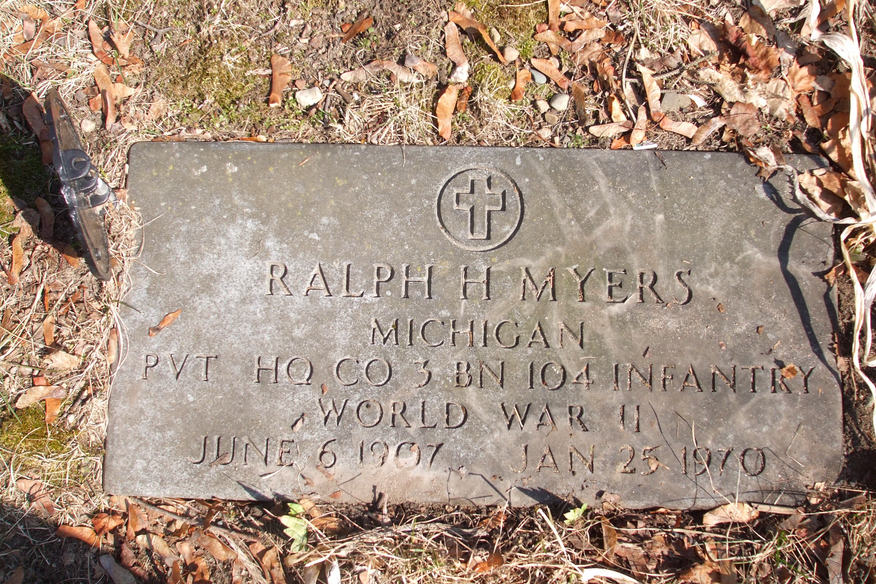 RALPH H MYERS
MICHIGAN
PVT HQ CO 3 BN 104 INFANTRY
WORLD WAR II
JUNE 6 1907 JAN 25 1970